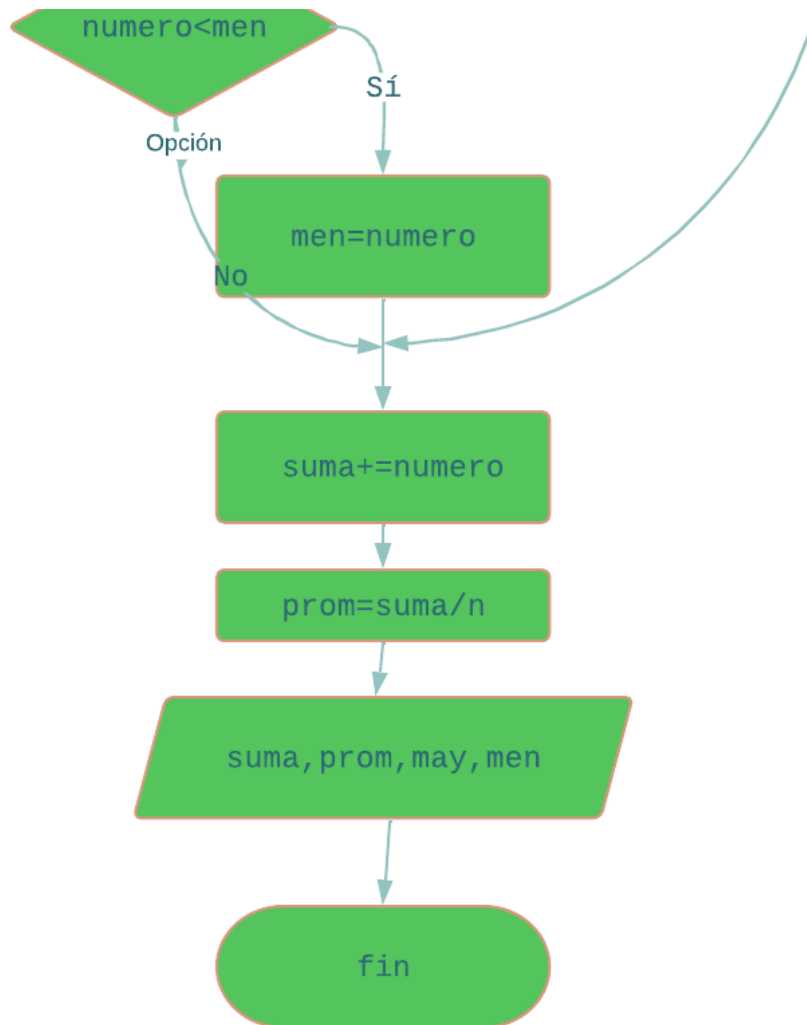 numero<men
Sí
Opción
men=numero
No
suma+=numero
prom=suma/n
suma,prom,may,men
fin